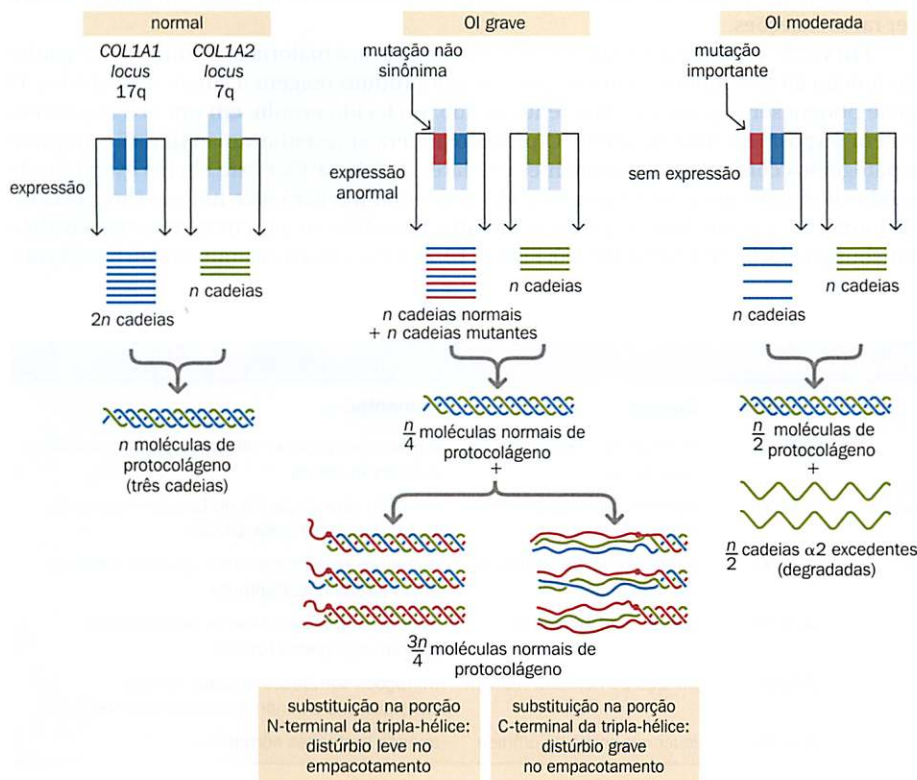 normal
COL1A1
locus
17q
COL1A2
locus
7q
expressão
2n cadeias
n cadeias
n moléculas de
protocolágeno
(três cadeias)
OI grave
mutação não
sinônima
expressão
anormal
n cadeias normais
+ n cadeias mutantes
n cadeias
n/4 moléculas normais de
protocolágeno
+
3n/4 moléculas normais de
protocolágeno
substituição na porção
N-terminal da tripla-hélice:
distúrbio leve no
empacotamento
substituição na porção
C-terminal da tripla-hélice:
distúrbio grave
no empacotamento
OI moderada
mutação
importante
sem expressão
n cadeias
n cadeias
n/2 moléculas de
protocolágeno
+
n/2 cadeias α2 excedentes
(degradadas)